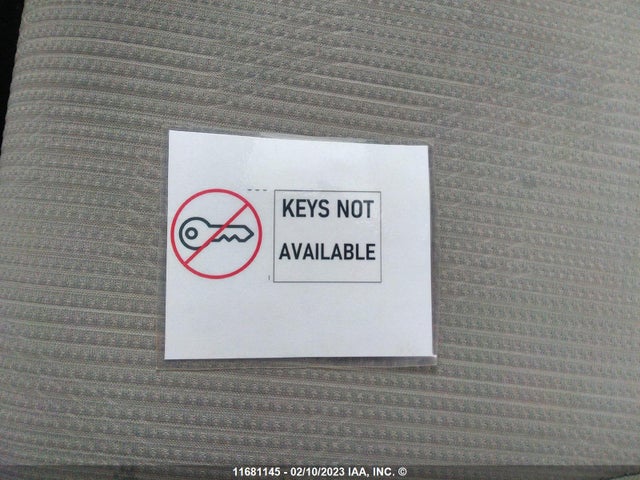 KEYS NOT
AVAILABLE
11681145 - 02/10/2023 IAA, INC. ©